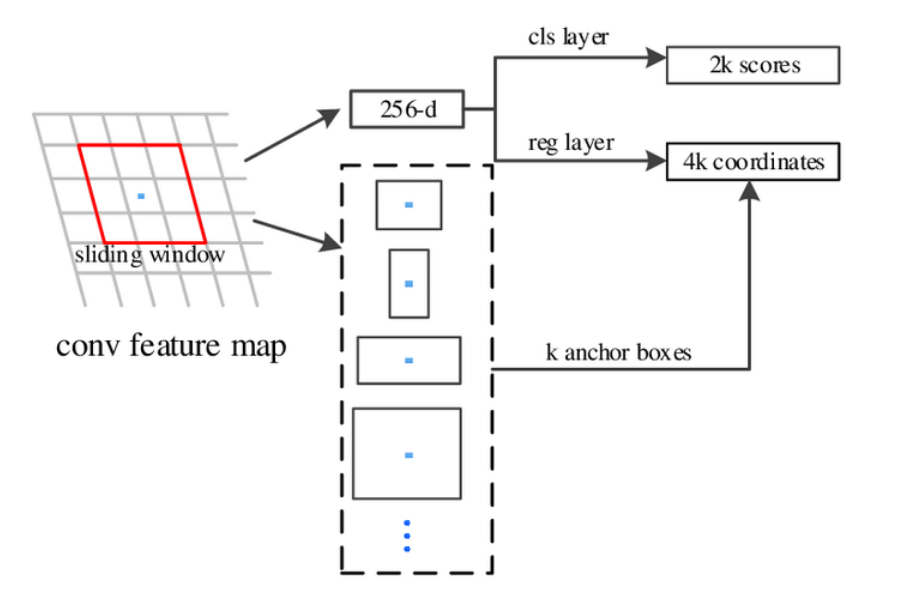 cls layer
2k scores
256-d
reg layer
4k coordinates
sliding window
conv feature map
k anchor boxes